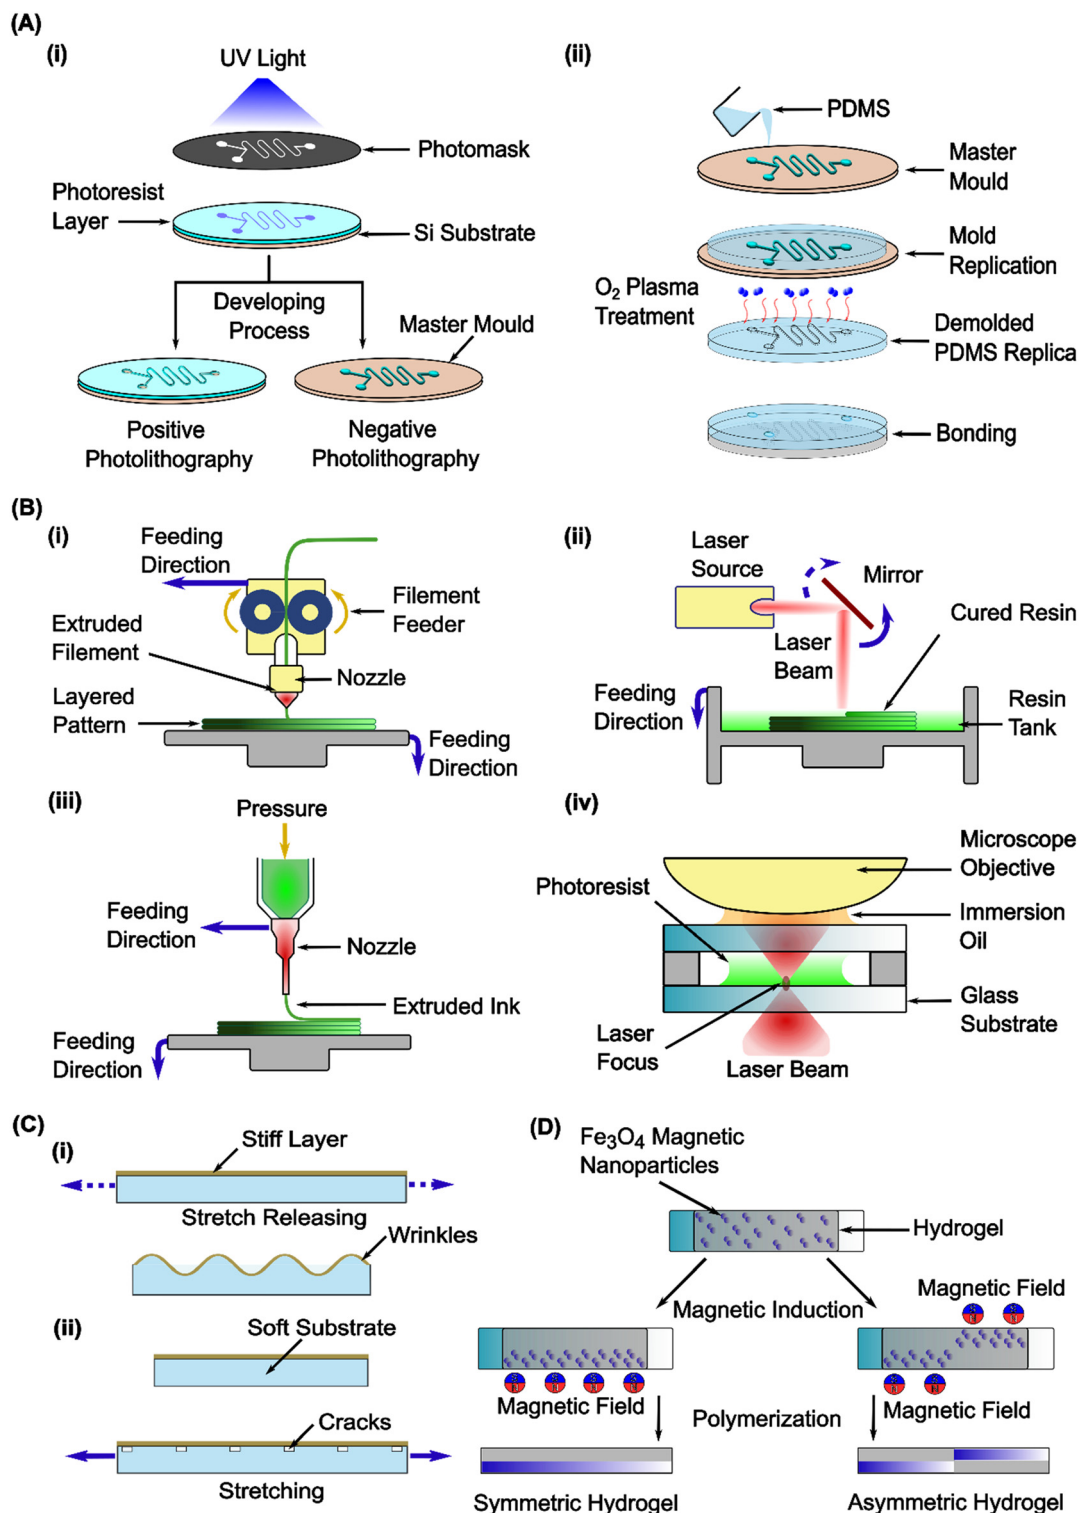 (A)
(i)
UV Light
Photomask
Photoresist
Layer
Si Substrate
Developing
Process
Master Mould
Positive
Photolithography
Negative
Photolithography
(ii)
PDMS
Master
Mould
Mold
Replication
O2 Plasma
Treatment
Demolded
PDMS Replica
Bonding
(B)
(i)
Feeding
Direction
Filament
Feeder
Extruded
Filament
Nozzle
Layered
Pattern
Feeding
Direction
(ii)
Laser
Source
Mirror
Cured Resin
Laser
Beam
Feeding
Direction
Resin
Tank
(iii)
Pressure
Feeding
Direction
Nozzle
Extruded Ink
Feeding
Direction
(iv)
Microscope
Objective
Photoresist
Immersion
Oil
Glass
Substrate
Laser
Focus
Laser Beam
(C)
(i)
Stiff Layer
Stretch Releasing
Wrinkles
(ii)
Soft Substrate
Cracks
Stretching
(D)
Fe3O4 Magnetic
Nanoparticles
Hydrogel
Magnetic Induction
Magnetic Field
Magnetic Field
Magnetic Field
Polymerization
Symmetric Hydrogel
Asymmetric Hydrogel